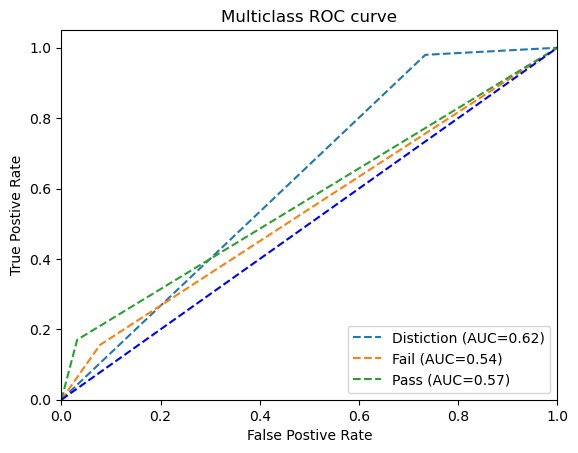 Multiclass ROC curve
True Postive Rate
1.0
0.8
0.6
0.4
0.2
0.0
Distiction (AUC=0.62)
Fail (AUC=0.54)
Pass (AUC=0.57)
0.0 0.2 0.4 0.6 0.8 1.0
False Postive Rate